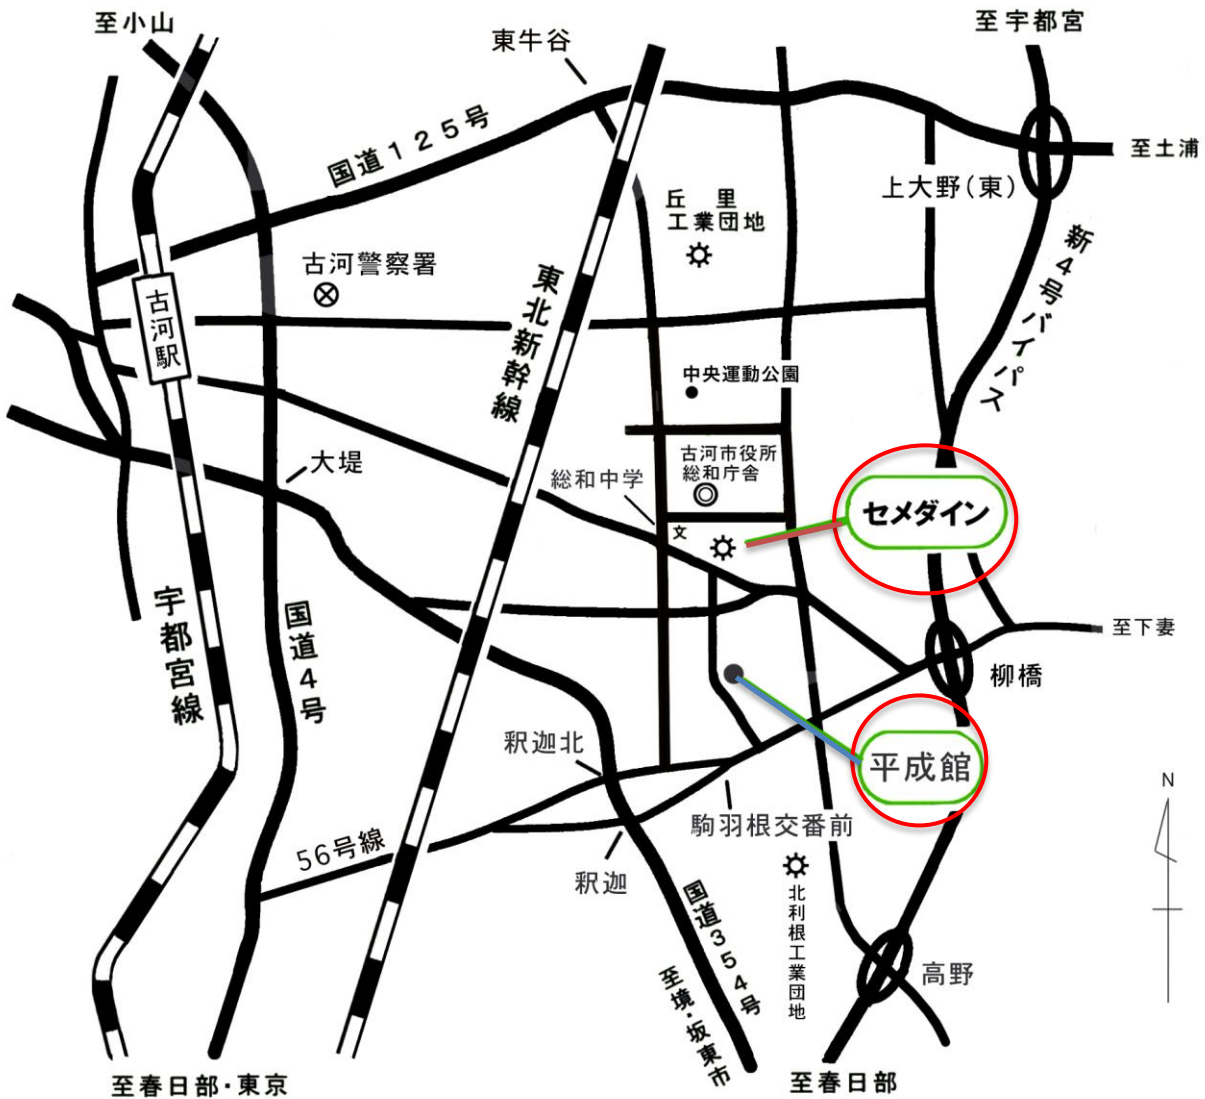 至小山
東牛谷
至宇都宮
国道125号
至土浦
上大野(東)
丘里
工業団地
新4号バイパス
古河警察署
東北新幹線
古河駅
中央運動公園
古河市役所
総和庁舎
大堤
総和中学
セメダイン
文
宇都宮線
国道4号
至下妻
柳橋
釈迦北
平成館
N
駒羽根交番前
56号線
釈迦
北利根工業団地
国道354号
高野
至境・坂東市
至春日部・東京
至春日部